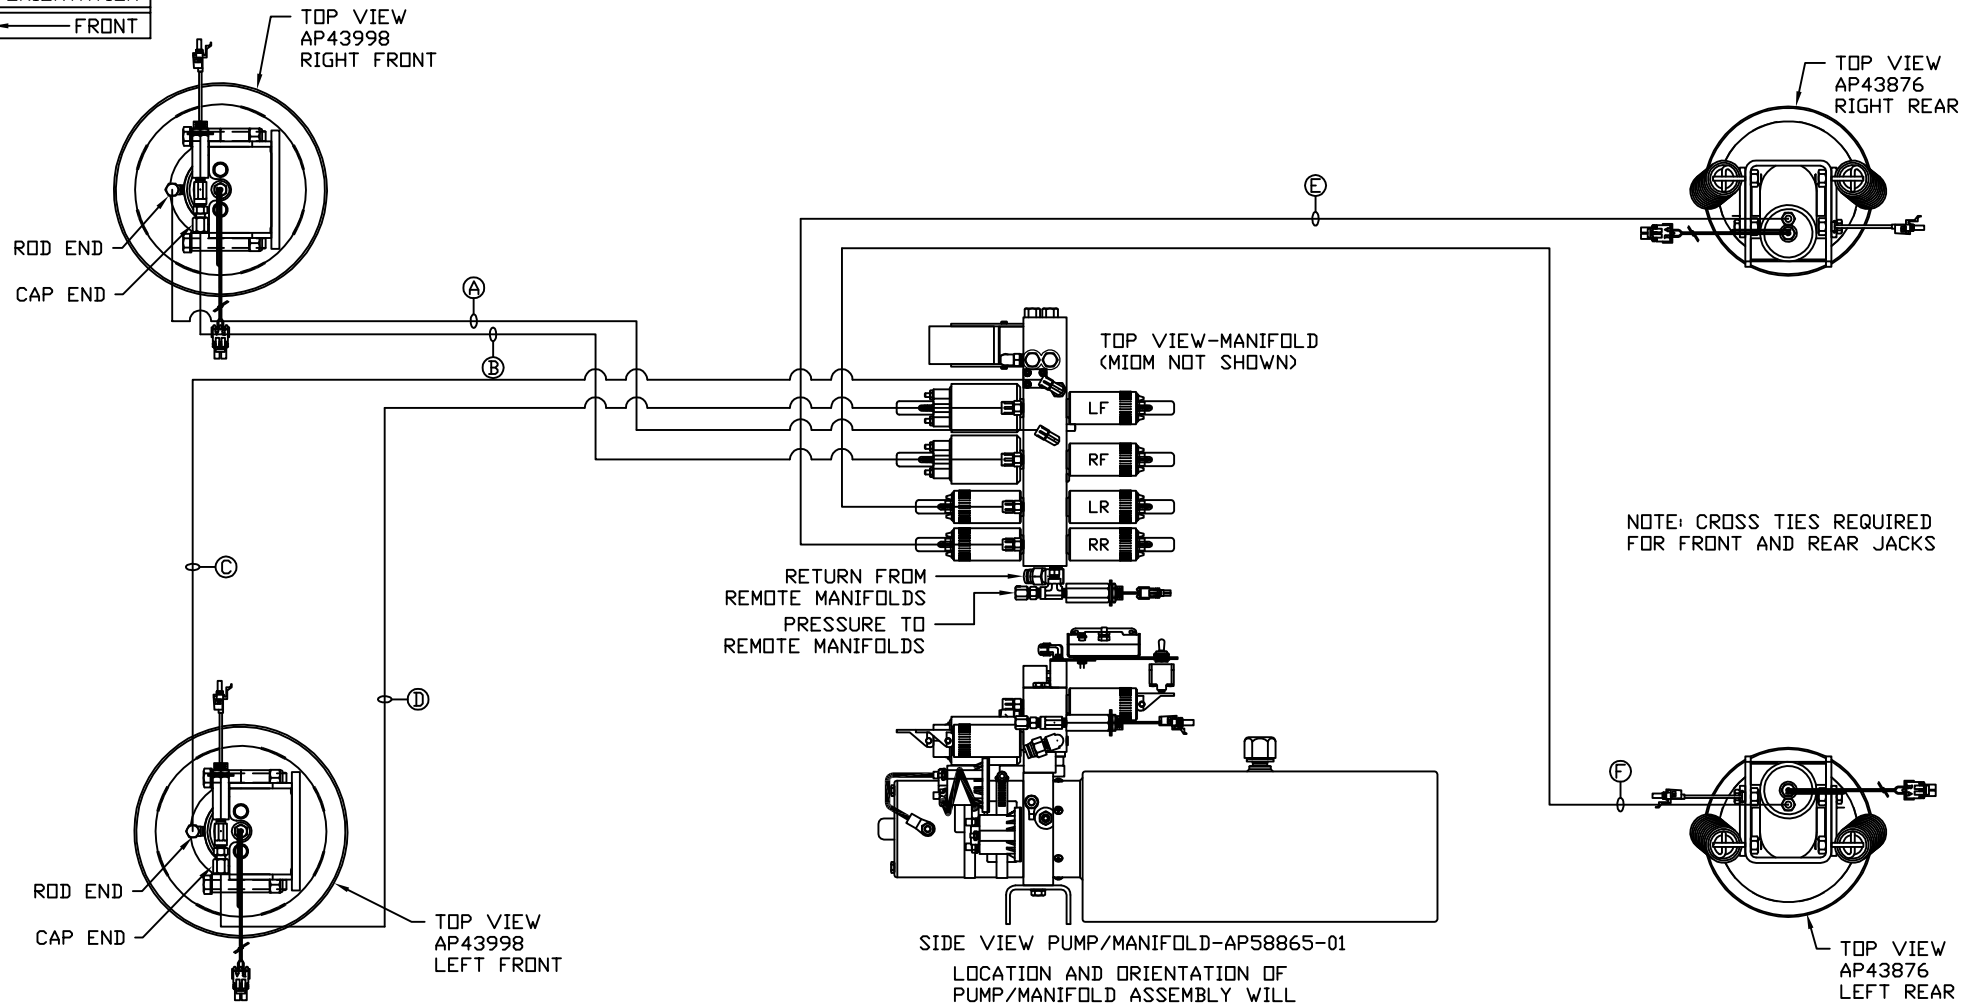 FRONT
TOP VIEW
AP43998
RIGHT FRONT
TOP VIEW
AP43876
RIGHT REAR
ROD END
CAP END
A
B
E
TOP VIEW-MANIFOLD
(MIOM NOT SHOWN)
LF
RF
LR
RR
NOTE: CROSS TIES REQUIRED
FOR FRONT AND REAR JACKS
C
RETURN FROM
REMOTE MANIFOLDS
PRESSURE TO
REMOTE MANIFOLDS
D
F
ROD END
CAP END
TOP VIEW
AP43998
LEFT FRONT
SIDE VIEW PUMP/MANIFOLD-AP58865-01
LOCATION AND ORIENTATION OF
PUMP/MANIFOLD ASSEMBLY WILL
TOP VIEW
AP43876
LEFT REAR